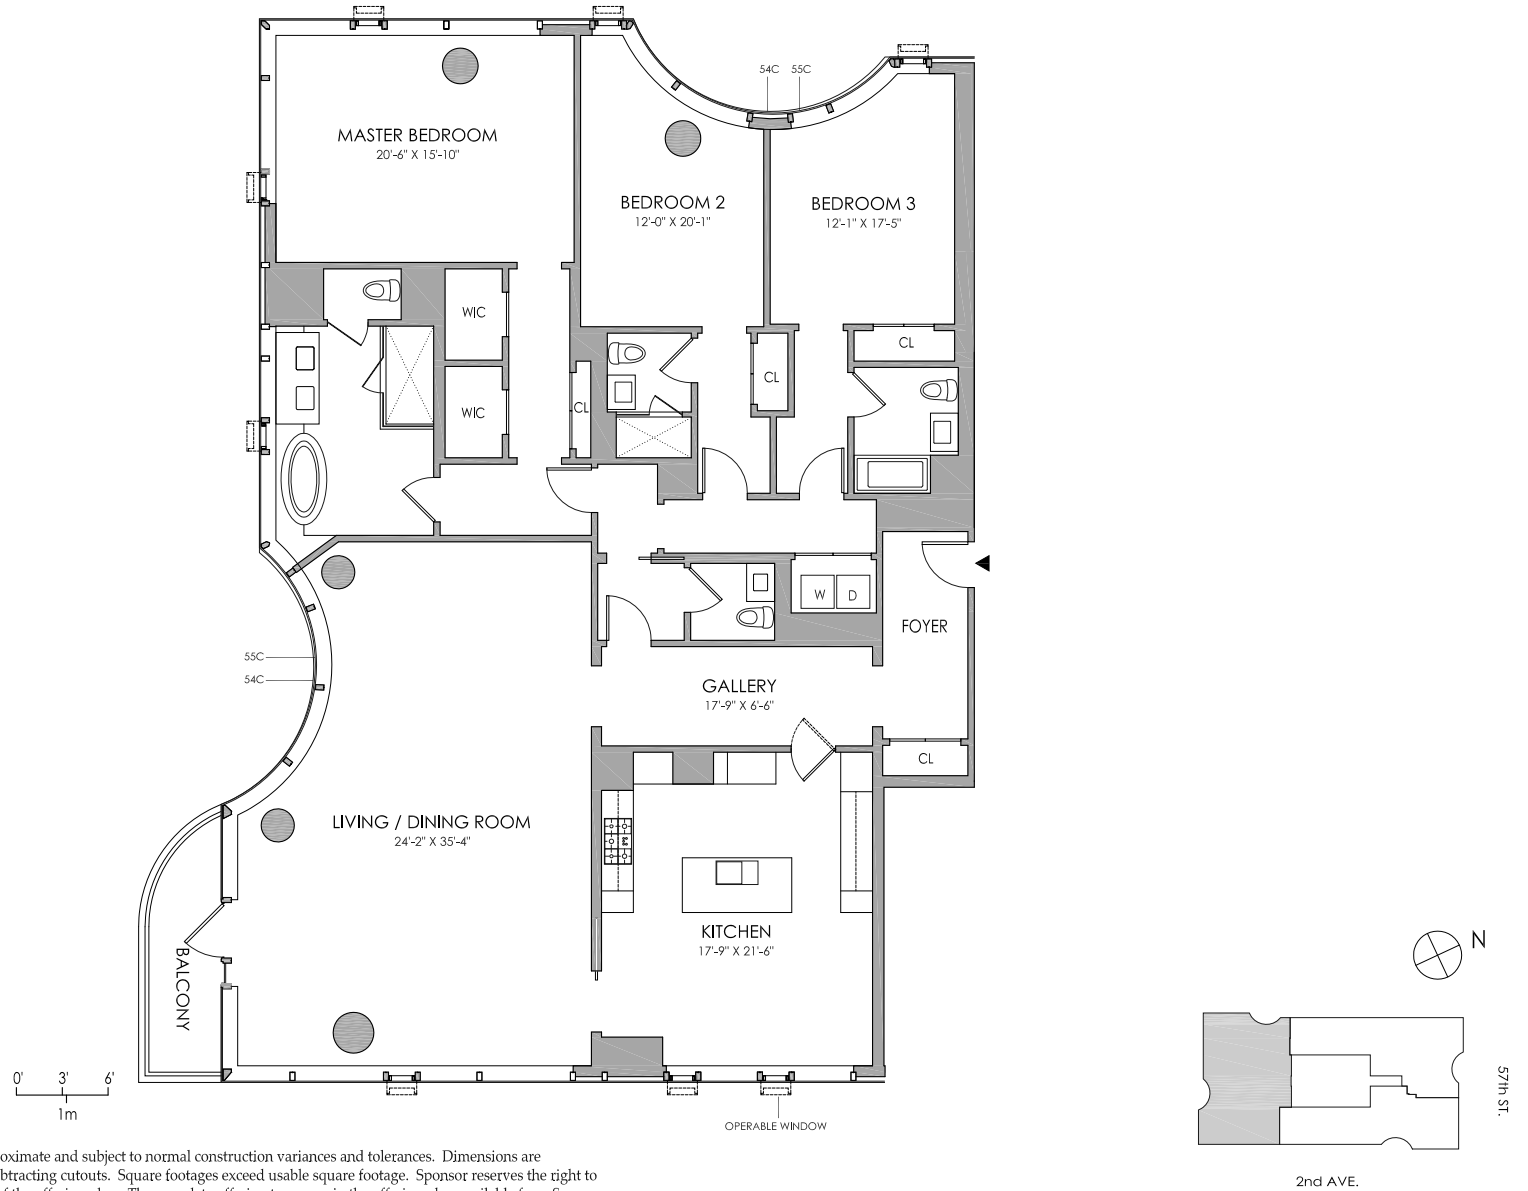 54C 55C
MASTER BEDROOM
20'-6" X 15'-10"
BEDROOM 2
12'-0" X 20'-1"
BEDROOM 3
12'-1" X 17'-5"
WIC
CL
CL
WIC
CL
W D
FOYER
55C
54C
GALLERY
17'-9" X 6'-6"
CL
LIVING / DINING ROOM
24'-2" X 35'-4"
KITCHEN
17'-9" X 21'-6"
BALCONY
N
0' 3' 6'
1m
OPERABLE WINDOW
57th ST.
2nd AVE.
oximate and subject to normal construction variances and tolerances. Dimensions are
btracting cutouts. Square footages exceed usable square footage. Sponsor reserves the right to